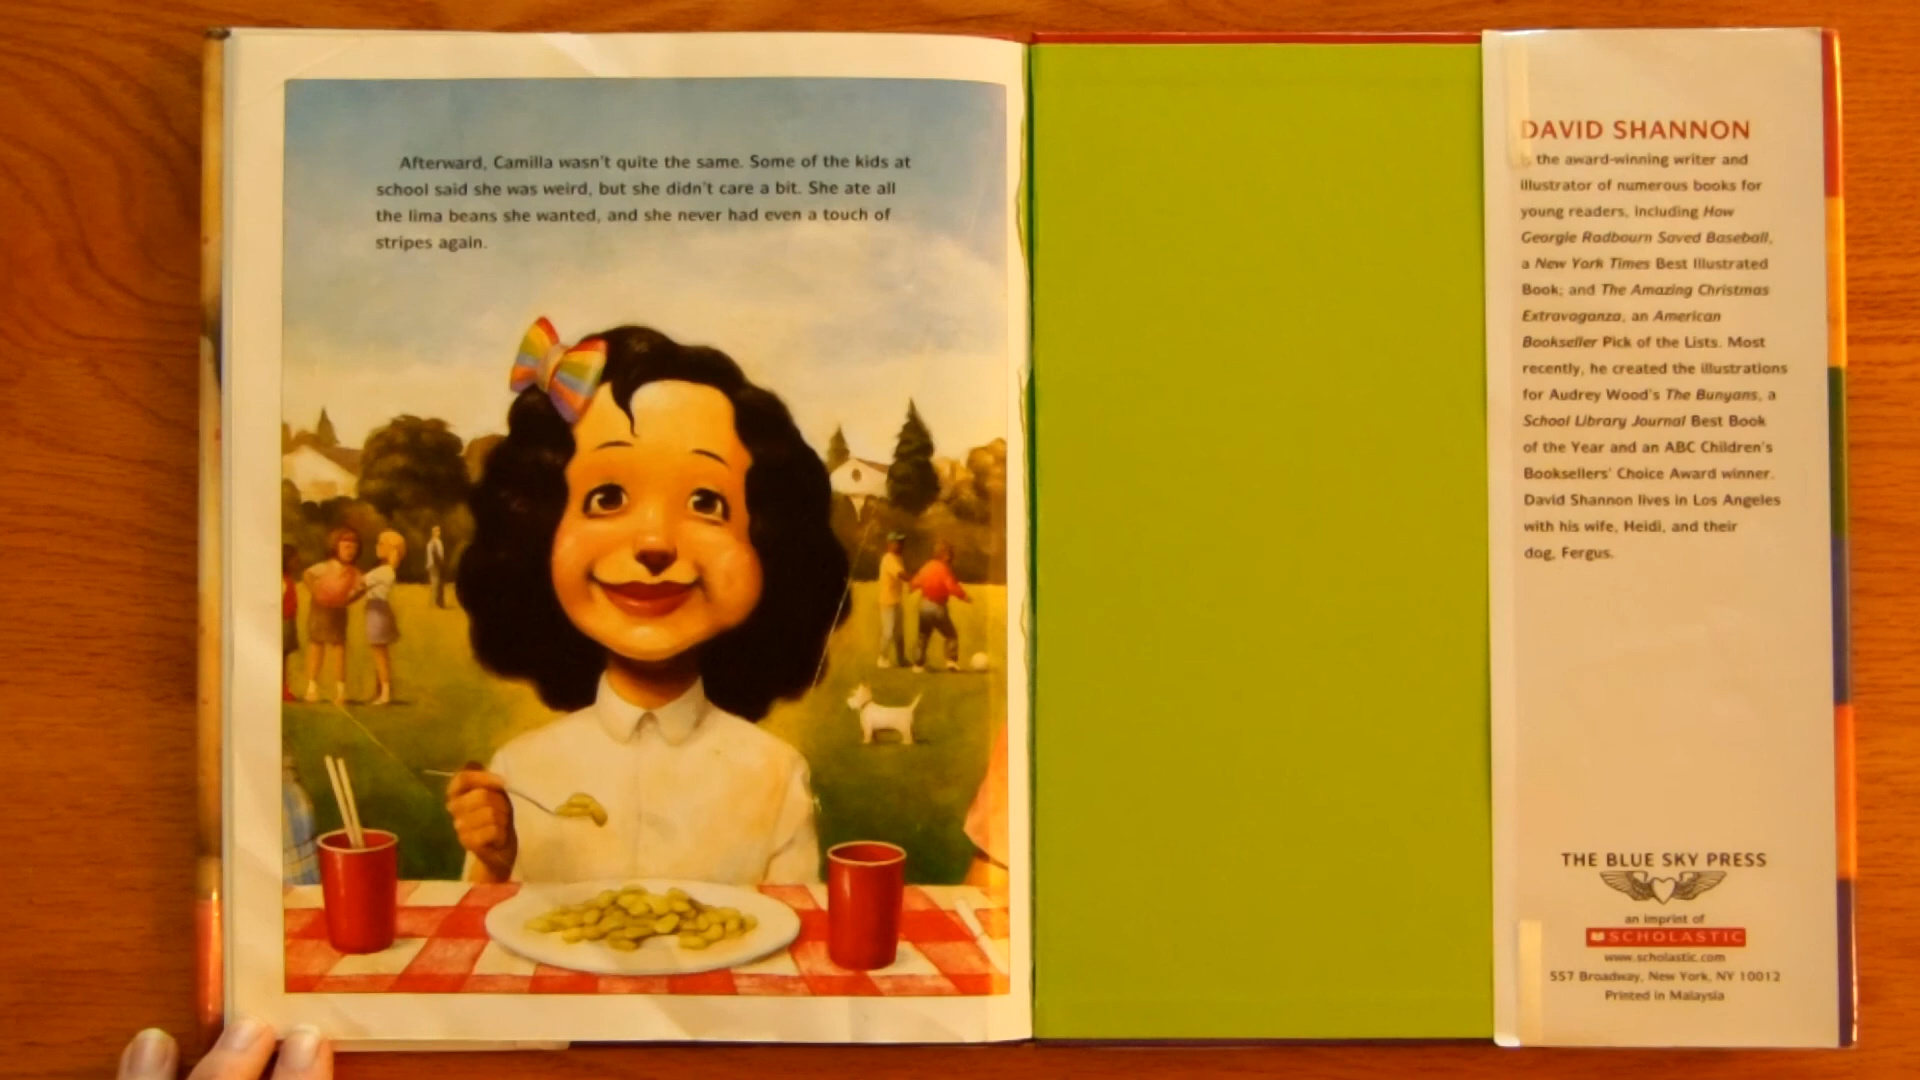 Afterward, Camilla wasn't quite the same. Some of the kids at
school said she was weird, but she didn't care a bit. She ate all
the lima beans she wanted, and she never had even a touch of
stripes again.
DAVID SHANNON
the award-winning writer and
illustrator of numerous books for
young readers, including How
Georgie Radbourn Saved Baseball,
a New York Times Best Illustrated
Book; and The Amazing Christmas
Extravaganza, an American
Bookseller Pick of the Lists. Most
recently, he created the illustrations
for Audrey Wood's The Bunyans, a
School Library Journal Best Book
of the Year and an ABC Children's
Booksellers' Choice Award winner.
David Shannon lives in Los Angeles
with his wife, Heidi, and their
dog, Fergus.
THE BLUE SKY PRESS
an imprint of
SCHOLASTIC
www.scholastic.com
557 Broadway, New York, NY 10012
Printed in Malaysia